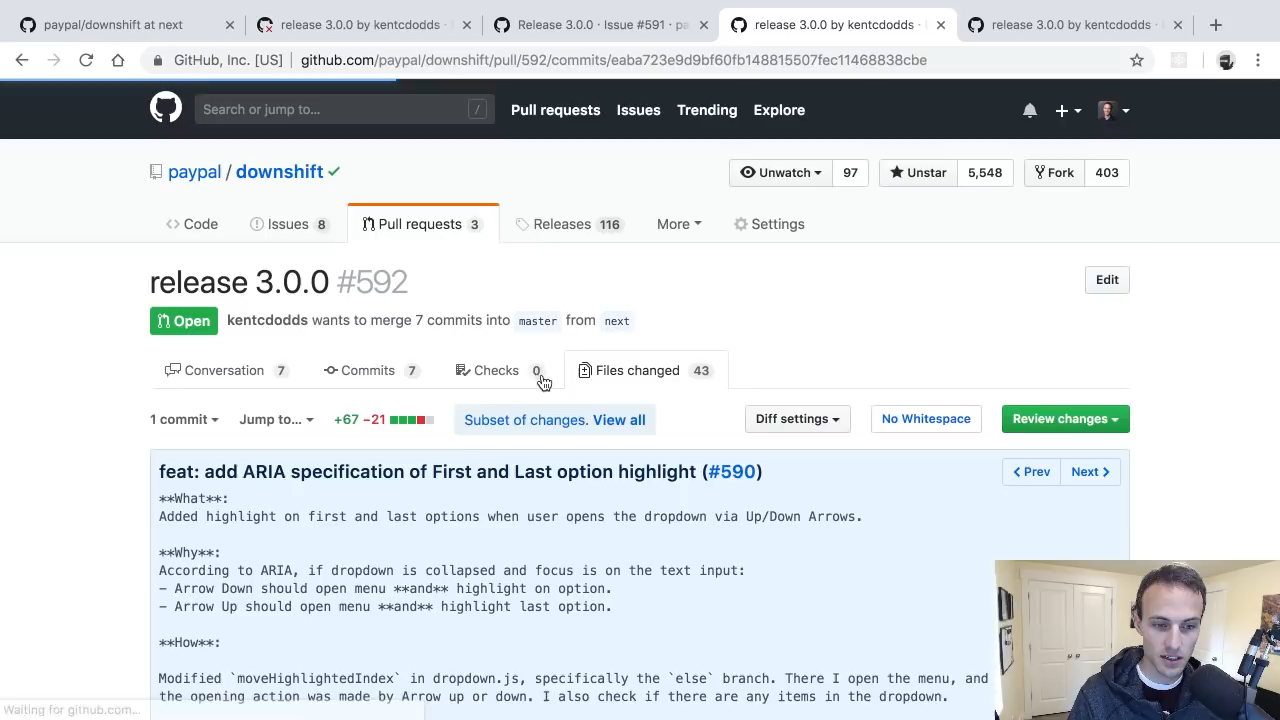 paypal/downshift at next
release 3.0.0 by kentcdodds ·
Release 3.0.0 · Issue #591 · pa
release 3.0.0 by kentcdodds ·
release 3.0.0 by kentcdodds ·
GitHub, Inc. [US] github.com/paypal/downshift/pull/592/commits/eaba723e9d9bf60fb148815507fec11468838cbe
Search or jump to... /
Pull requests Issues Trending Explore
paypal / downshift
Unwatch 97 Unstar 5,548 Fork 403
Code Issues 8 Pull requests 3 Releases 116 More Settings
release 3.0.0 #592
Edit
Open kentcdodds wants to merge 7 commits into master from next
Conversation 7 Commits 7 Checks 0 Files changed 43
1 commit Jump to... +67 −21 Subset of changes. View all Diff settings No Whitespace Review changes
feat: add ARIA specification of First and Last option highlight (#590)
Prev Next
**What**:
Added highlight on first and last options when user opens the dropdown via Up/Down Arrows.
**Why**:
According to ARIA, if dropdown is collapsed and focus is on the text input:
- Arrow Down should open menu **and** highlight on option.
- Arrow Up should open menu **and** highlight last option.
**How**:
Modified `moveHighlightedIndex` in dropdown.js, specifically the `else` branch. There I open the menu, and
the opening action was made by Arrow up or down. I also check if there are any items in the dropdown.
Waiting for github.com...